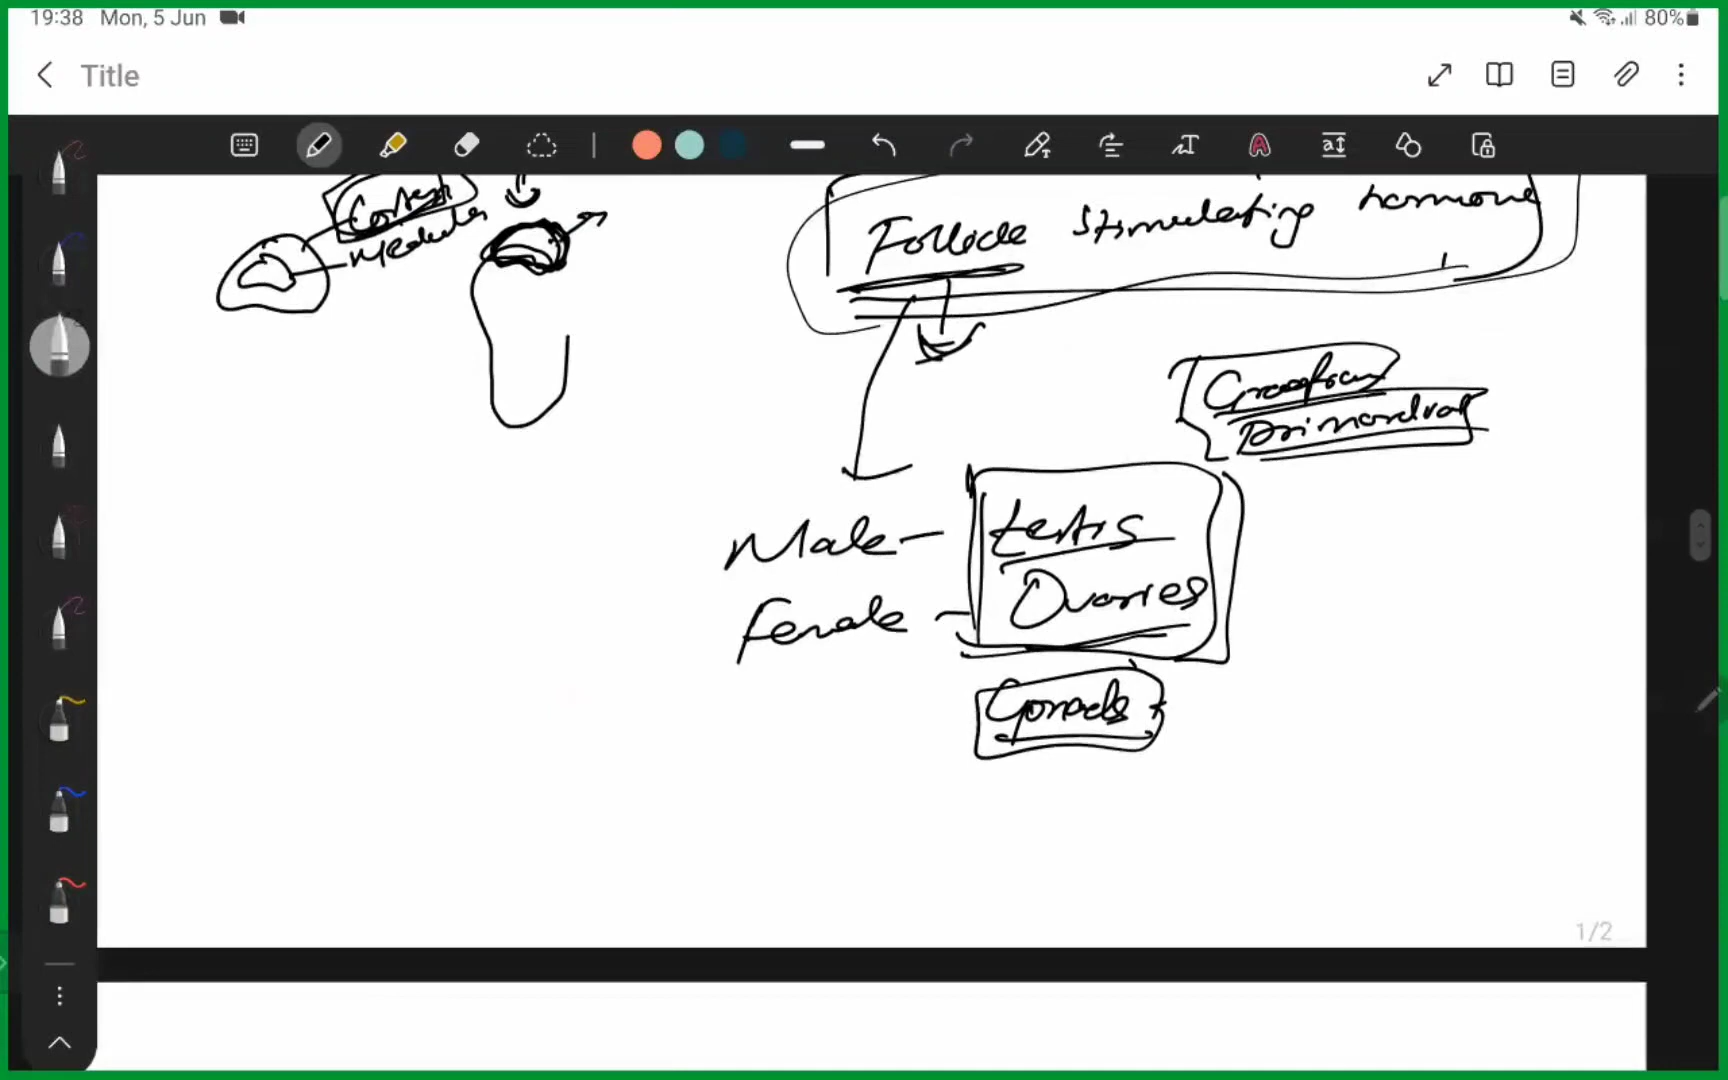 19:38 Mon, 5 Jun
80%
Title
Cortex
Medulla
Follicle stimulating hormone
Graafian
Primordial
Male - testis
Female - Ovaries
Gonads
1/2